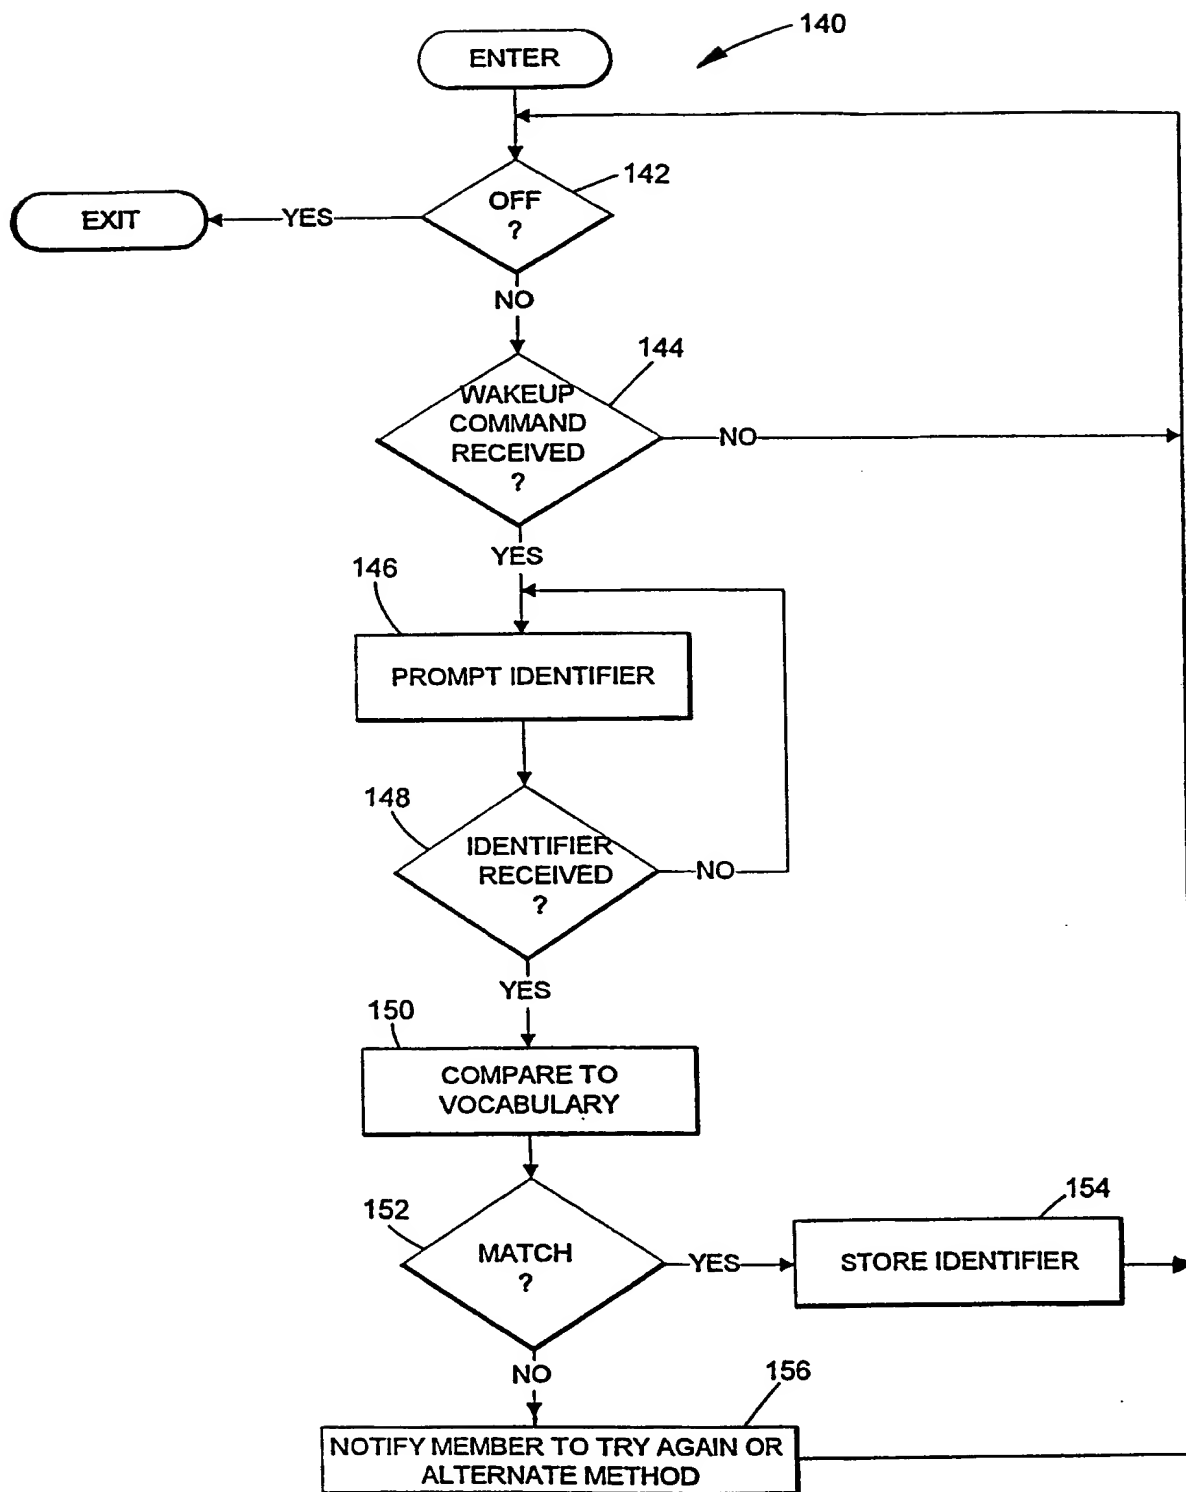 140
ENTER
142
OFF
?
YES
EXIT
NO
144
WAKEUP
COMMAND
RECEIVED
?
NO
YES
146
PROMPT IDENTIFIER
148
IDENTIFIER
RECEIVED
?
NO
YES
150
COMPARE TO
VOCABULARY
152
MATCH
?
YES
154
STORE IDENTIFIER
NO
156
NOTIFY MEMBER TO TRY AGAIN OR
ALTERNATE METHOD